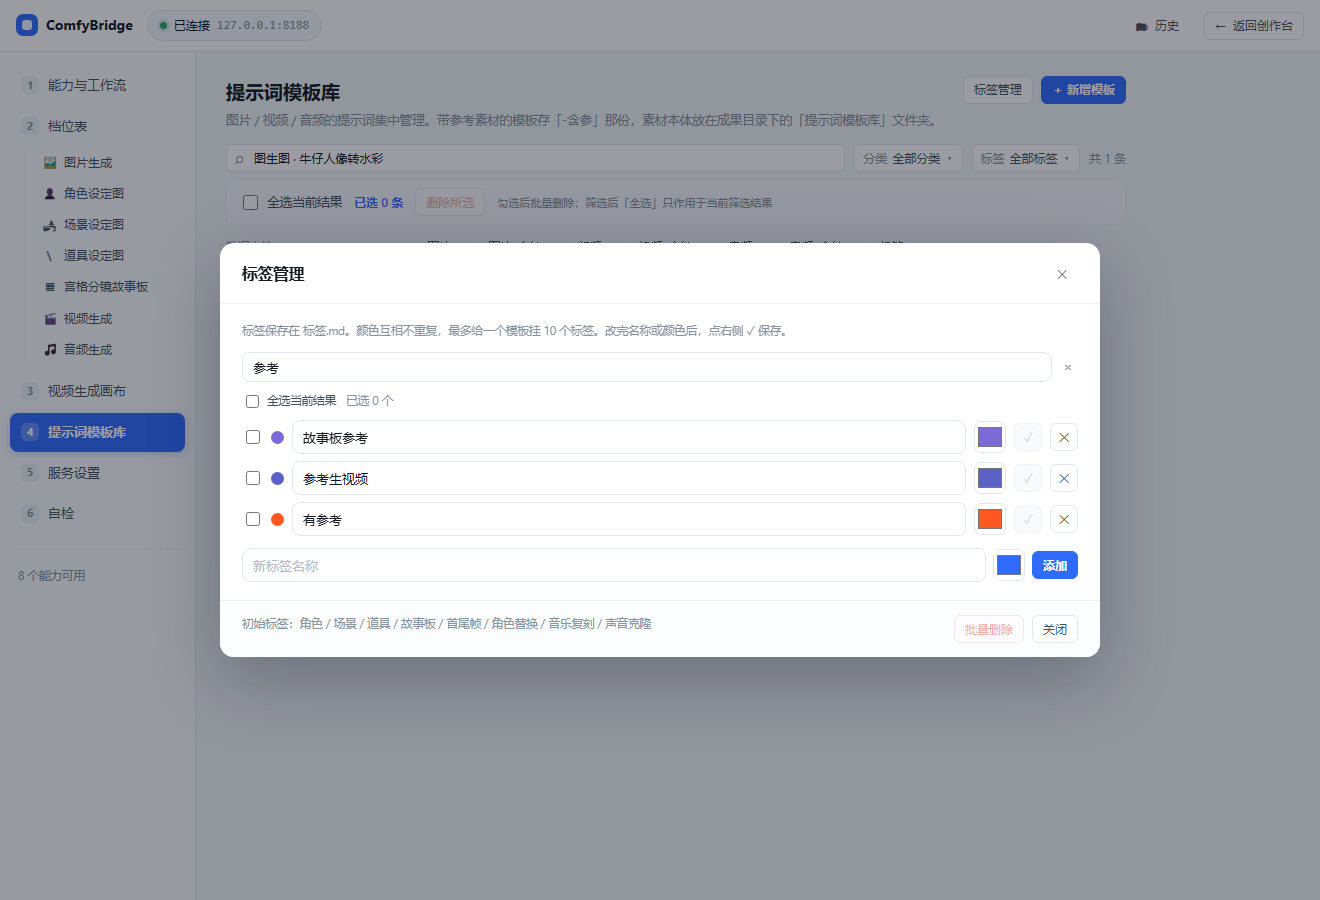 ComfyBridge
已连接 127.0.0.1:8188
历史
← 返回创作台
1 能力与工作流
2 档位表
图片生成
角色设定图
场景设定图
道具设定图
宫格分镜故事板
视频生成
音频生成
3 视频生成画布
4 提示词模板库
5 服务设置
6 自检
8 个能力可用
提示词模板库
标签管理
+ 新增模板
图片 / 视频 / 音频的提示词集中管理。带参考素材的模板存「-含参」那份，素材本体放在成果目录下的「提示词模板库」文件夹。
图生图 · 牛仔人像转水彩
分类 全部分类
标签 全部标签
共 1 条
全选当前结果 已选 0 条 删除所选 勾选后批量删除；筛选后「全选」只作用于当前筛选结果
标签管理
标签保存在 标签.md。颜色互相不重复，最多给一个模板挂 10 个标签。改完名称或颜色后，点右侧 ✓ 保存。
参考
全选当前结果 已选 0 个
故事板参考
参考生视频
有参考
新标签名称
添加
初始标签：角色 / 场景 / 道具 / 故事板 / 首尾帧 / 角色替换 / 音乐复刻 / 声音克隆
批量删除
关闭